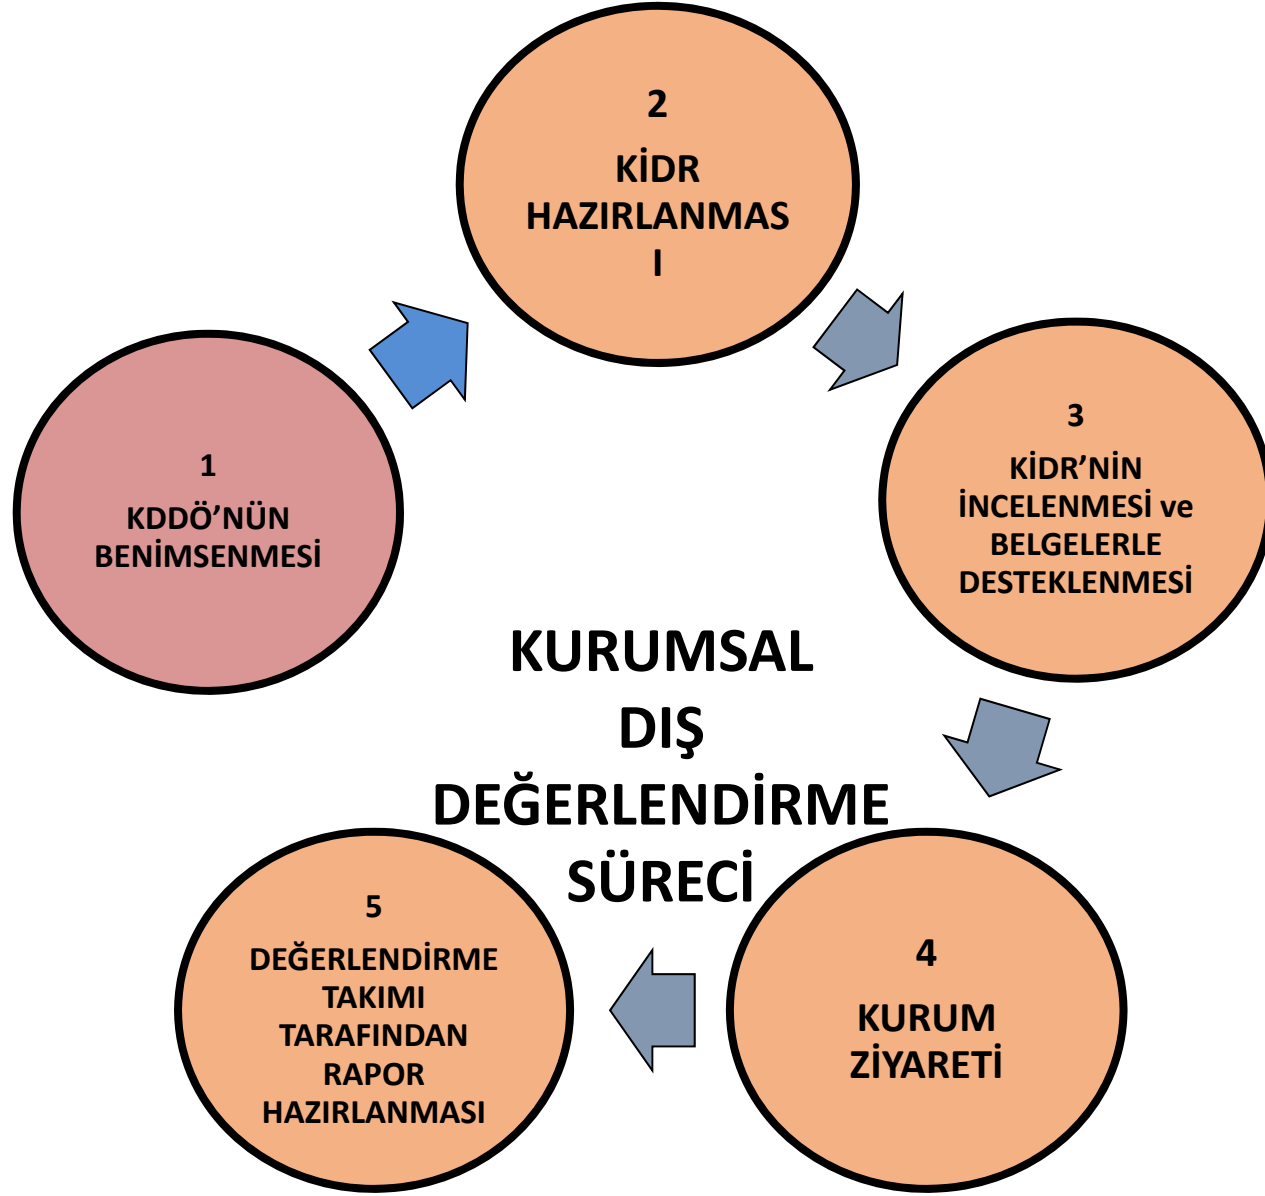 2
KİDR
HAZIRLANMAS
I
1
KDDÖ’NÜN
BENİMSENMESİ
3
KİDR’NİN
İNCELENMESİ ve
BELGELERLE
DESTEKLENMESİ
KURUMSAL
DIŞ
DEĞERLENDİRME
SÜRECİ
4
KURUM
ZİYARETİ
5
DEĞERLENDİRME
TAKIMI
TARAFINDAN
RAPOR
HAZIRLANMASI